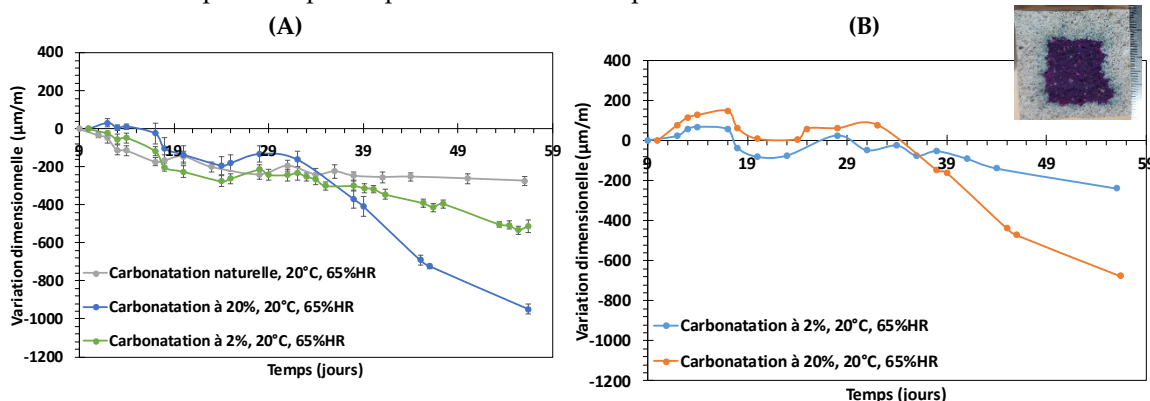 (A)
(B)
Variation dimensionelle (µm/m)
400
200
0
-200
-400
-600
-800
-1000
-1200
9
19
29
39
49
59
Carbonatation naturelle, 20°C, 65%HR
Carbonatation à 20%, 20°C, 65%HR
Carbonatation à 2%, 20°C, 65%HR
Temps (jours)
Variation dimensionelle (µm/m)
400
200
0
-200
-400
-600
-800
-1000
-1200
9
19
29
39
49
59
Carbonatation à 2%, 20°C, 65%HR
Carbonatation à 20%, 20°C, 65%HR
Temps (jours)